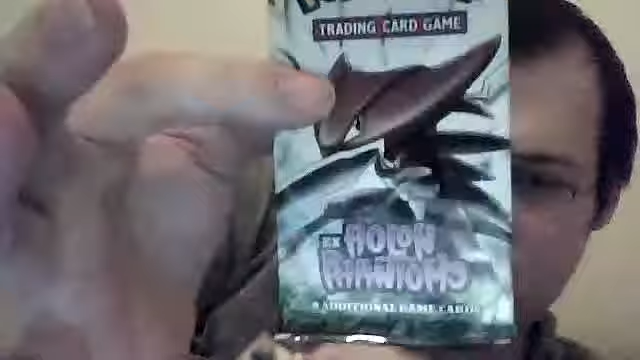 TRADING CARD GAME
EX HOLON
PHANTOMS
9 ADDITIONAL GAME CARDS